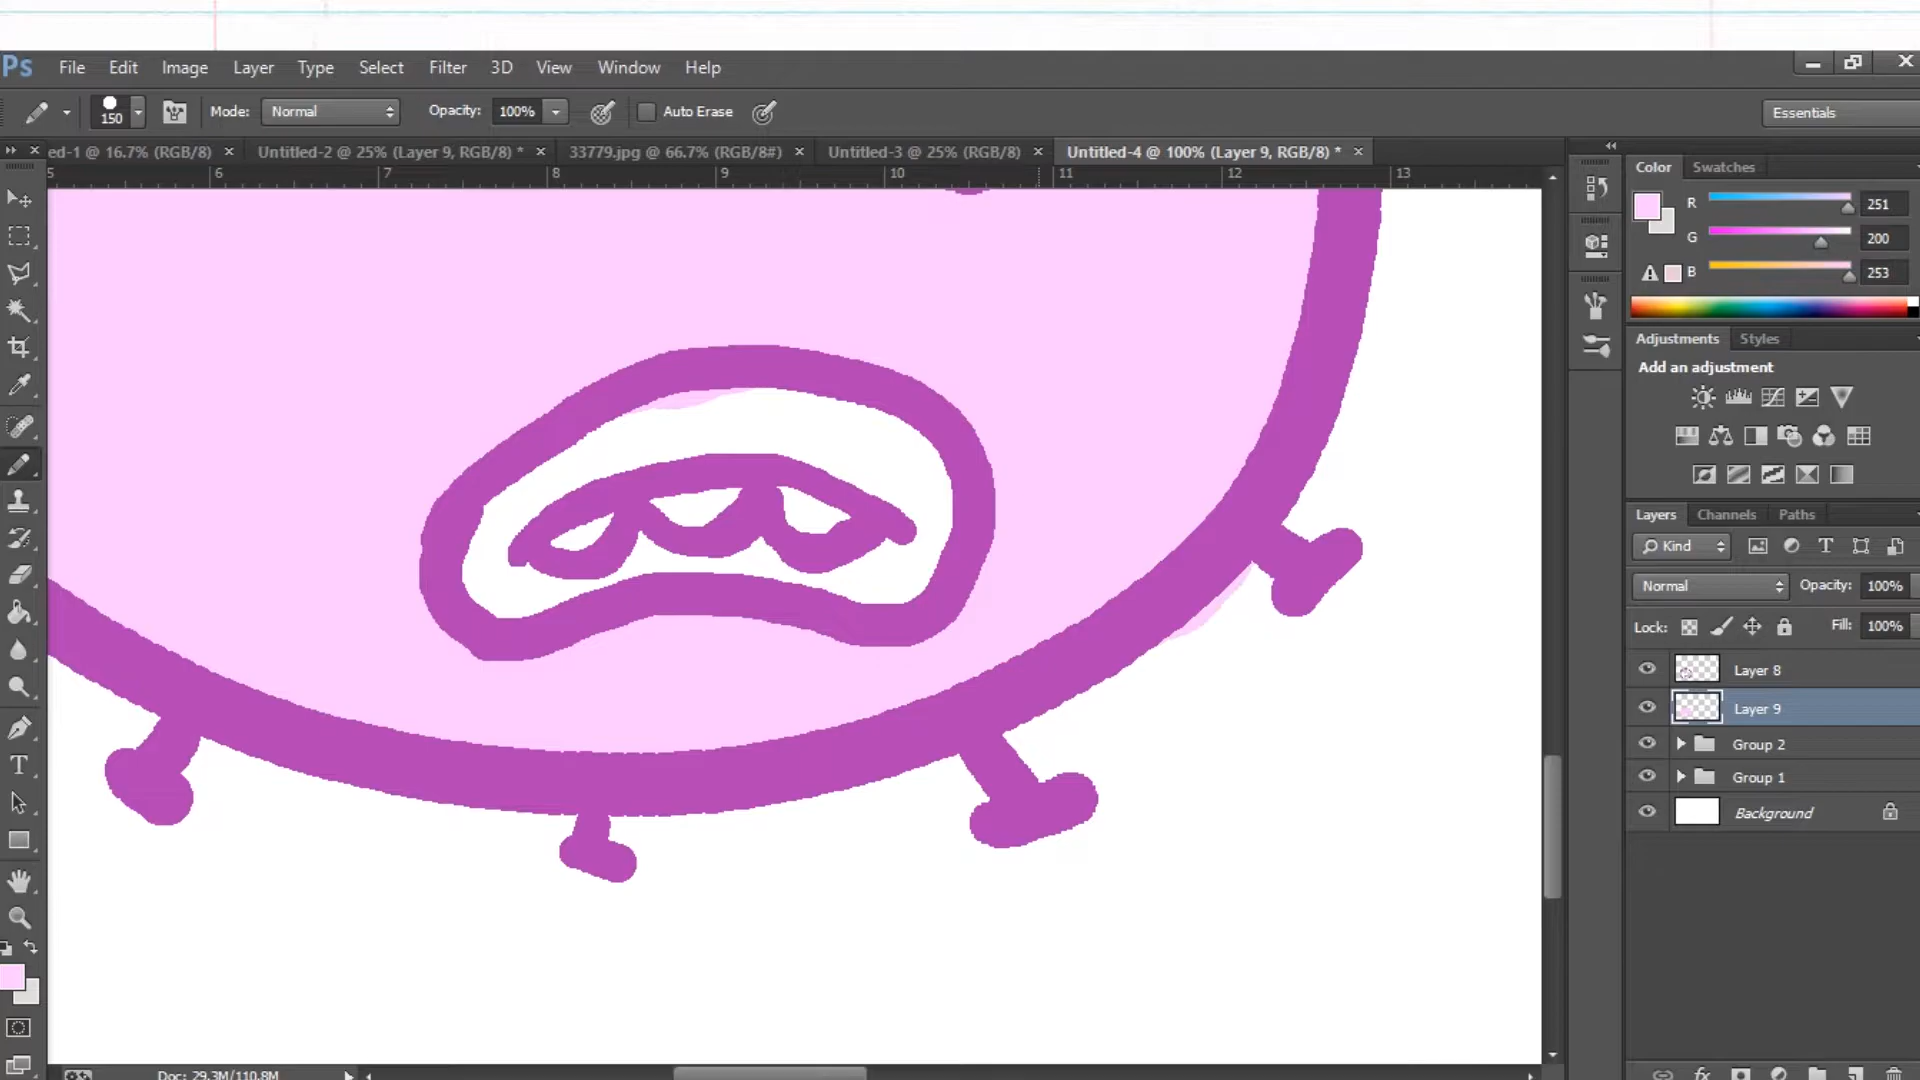 Ps File Edit Image Layer Type Select Filter 3D View Window Help
150 Mode: Normal Opacity: 100% Auto Erase Essentials
ed-1 @ 16.7% (RGB/8) × Untitled-2 @ 25% (Layer 9, RGB/8) * × 33779.jpg @ 66.7% (RGB/8#) × Untitled-3 @ 25% (RGB/8) × Untitled-4 @ 100% (Layer 9, RGB/8) * ×
5 6 7 8 9 10 11 12 13
Color Swatches
R 251
G 200
B 253
Adjustments Styles
Add an adjustment
Layers Channels Paths
Kind
Normal Opacity: 100%
Lock: Fill: 100%
Layer 8
Layer 9
Group 2
Group 1
Background
Doc: 29.3M/110.8M